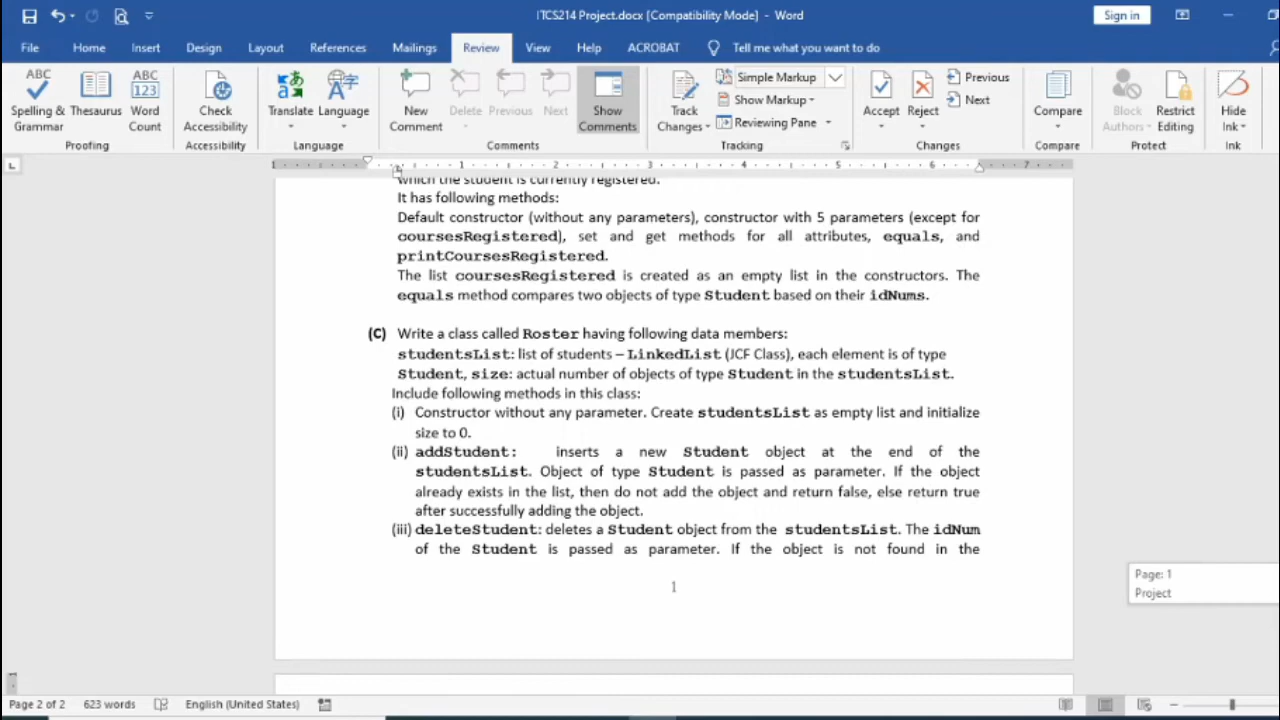 ITCS214 Project.docx [Compatibility Mode] - Word
Sign in
File Home Insert Design Layout References Mailings Review View Help ACROBAT Tell me what you want to do
ABC
Spelling & Grammar
Thesaurus
ABC
123
Word Count
Proofing
Check Accessibility
Accessibility
Translate
Language
Language
New Comment
Delete
Previous
Next
Show Comments
Comments
Track Changes
Simple Markup
Show Markup
Reviewing Pane
Tracking
Accept
Reject
Previous
Next
Changes
Compare
Compare
Block Authors
Restrict Editing
Protect
Hide Ink
Ink
1 1 2 3 4 5 6 7
which the student is currently registered.
It has following methods:
Default constructor (without any parameters), constructor with 5 parameters (except for
coursesRegistered), set and get methods for all attributes, equals, and
printCoursesRegistered.
The list coursesRegistered is created as an empty list in the constructors. The
equals method compares two objects of type Student based on their idNums.
(C) Write a class called Roster having following data members:
studentsList: list of students – LinkedList (JCF Class), each element is of type
Student, size: actual number of objects of type Student in the studentsList.
Include following methods in this class:
(i) Constructor without any parameter. Create studentsList as empty list and initialize
size to 0.
(ii) addStudent: inserts a new Student object at the end of the
studentsList. Object of type Student is passed as parameter. If the object
already exists in the list, then do not add the object and return false, else return true
after successfully adding the object.
(iii) deleteStudent: deletes a Student object from the studentsList. The idNum
of the Student is passed as parameter. If the object is not found in the
1
Page: 1
Project
Page 2 of 2 623 words English (United States)